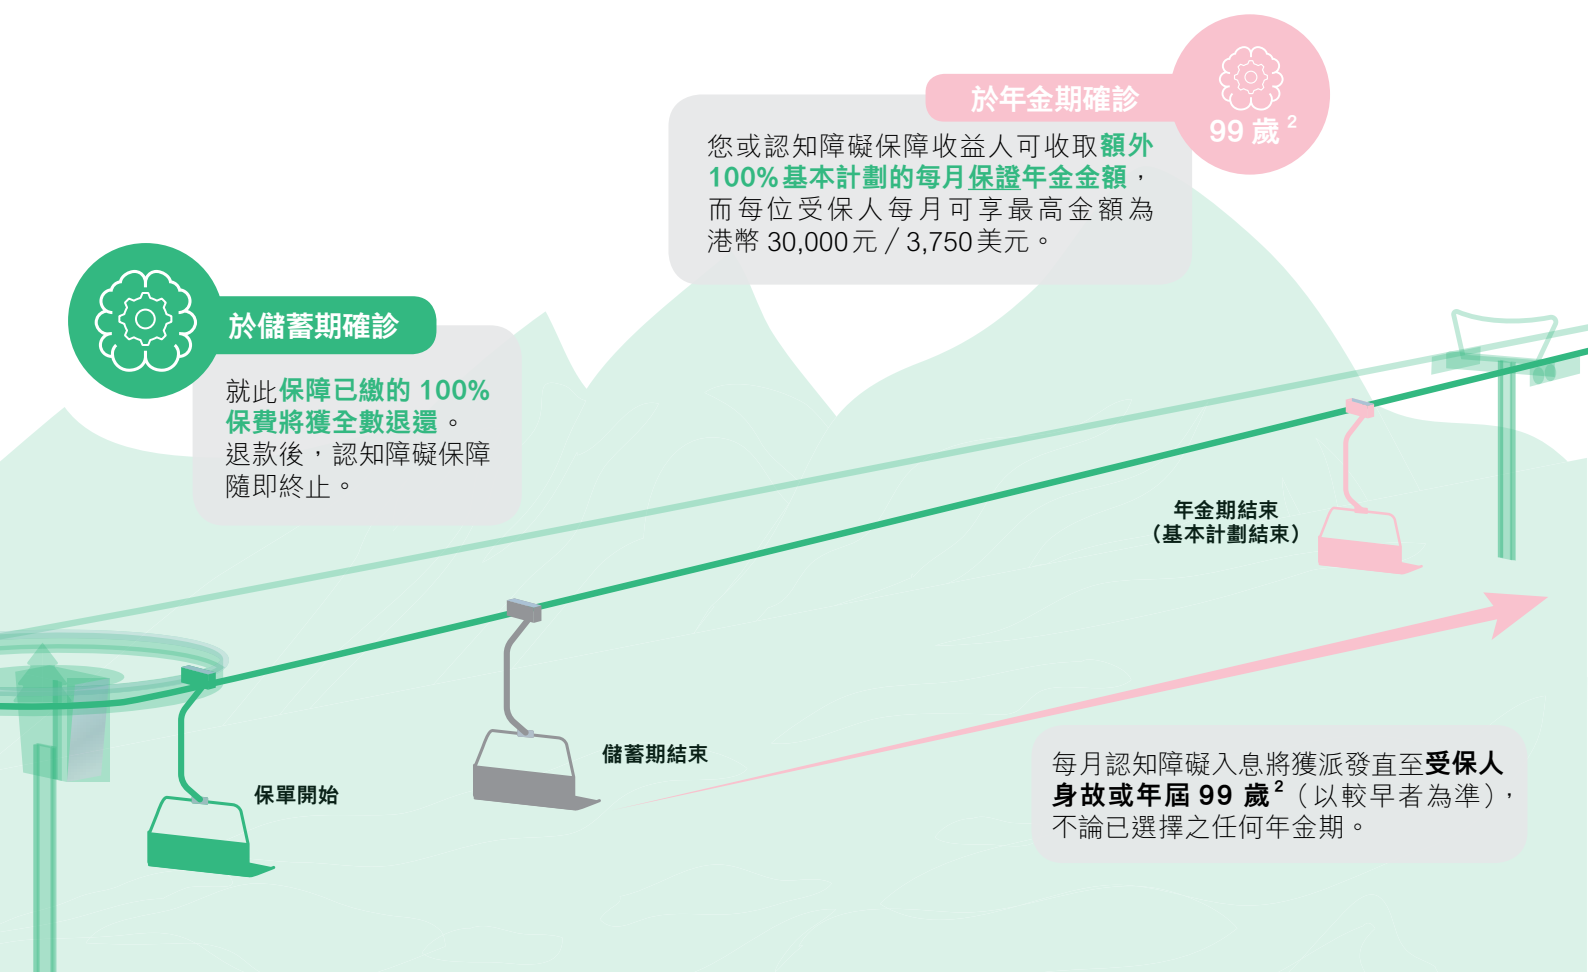 於年金期確診
99 歲 2
您或認知障礙保障收益人可收取額外
100%基本計劃的每月保證年金金額，
而每位受保人每月可享最高金額為
港幣 30,000元 / 3,750美元。
於儲蓄期確診
就此保障已繳的 100%
保費將獲全數退還。
退款後，認知障礙保障
隨即終止。
年金期結束
（基本計劃結束）
儲蓄期結束
保單開始
每月認知障礙入息將獲派發直至受保人
身故或年屆 99 歲 2（以較早者為準），
不論已選擇之任何年金期。